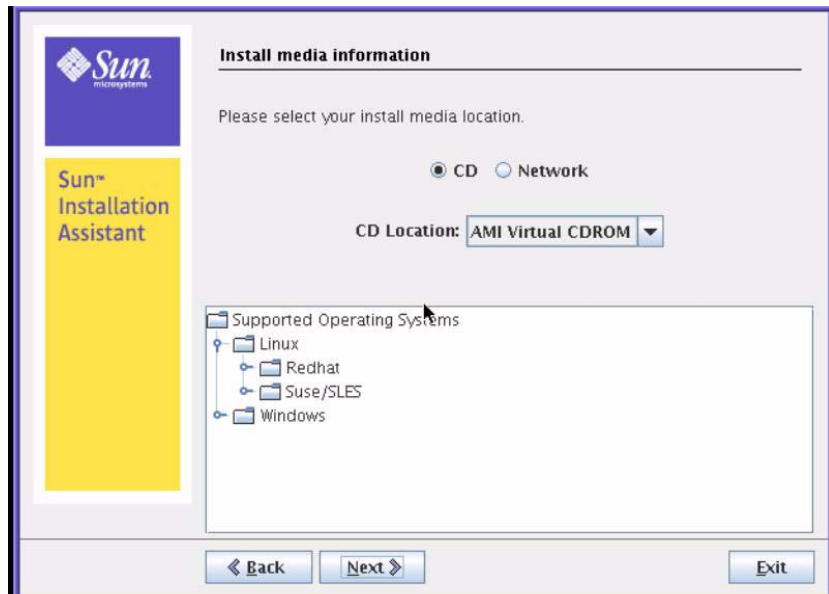 Sun
microsystems
Sun™
Installation
Assistant
Install media information
Please select your install media location.
CD Network
CD Location: AMI Virtual CDROM
Supported Operating Systems
Linux
Redhat
Suse/SLES
Windows
Back Next Exit